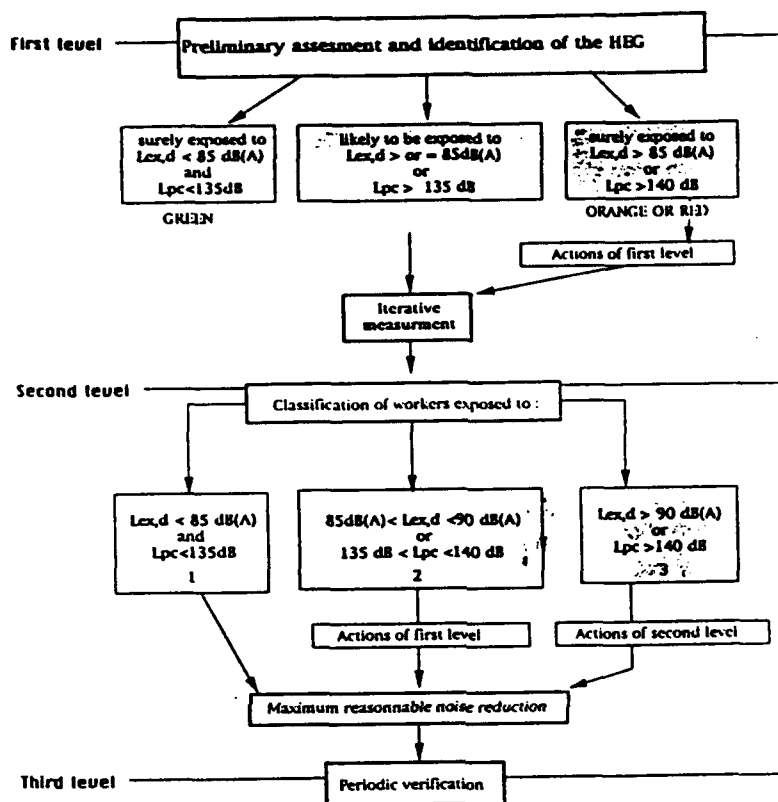 First level
Preliminary assesment and identification of the HEG
surely exposed to
Lex,d < 85 dB(A)
and
Lpc<135dB
GREEN
likely to be exposed to
Lex,d > or = 85dB(A)
or
Lpc > 135 dB
surely exposed to
Lex,d > 85 dB(A)
or
Lpc >140 dB
ORANGE OR RED
Actions of first level
Iterative
measurment
Second level
Classification of workers exposed to :
Lex,d < 85 dB(A)
and
Lpc<135dB
1
85dB(A)< Lex,d <90 dB(A)
or
135 dB < Lpc <140 dB
2
Lex,d > 90 dB(A)
or
Lpc >140 dB
3
Actions of first level
Actions of second level
Maximum reasonnable noise reduction
Third level
Periodic verification